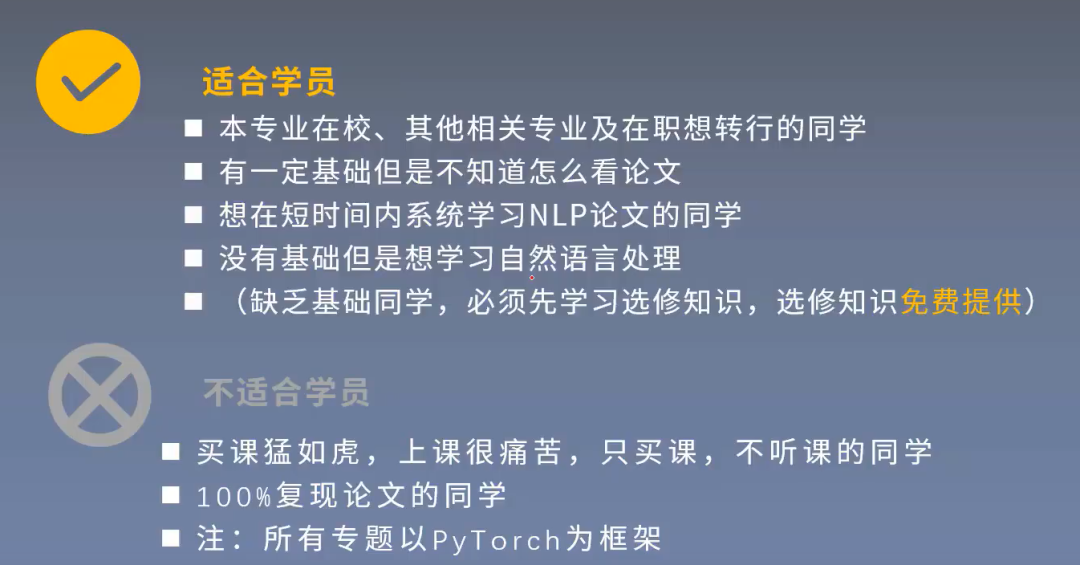 适合学员
■ 本专业在校、其他相关专业及在职想转行的同学
■ 有一定基础但是不知道怎么看论文
■ 想在短时间内系统学习NLP论文的同学
■ 没有基础但是想学习自然语言处理
■ （缺乏基础同学，必须先学习选修知识，选修知识免费提供）
不适合学员
■ 买课猛如虎，上课很痛苦，只买课，不听课的同学
■ 100%复现论文的同学
■ 注：所有专题以PyTorch为框架